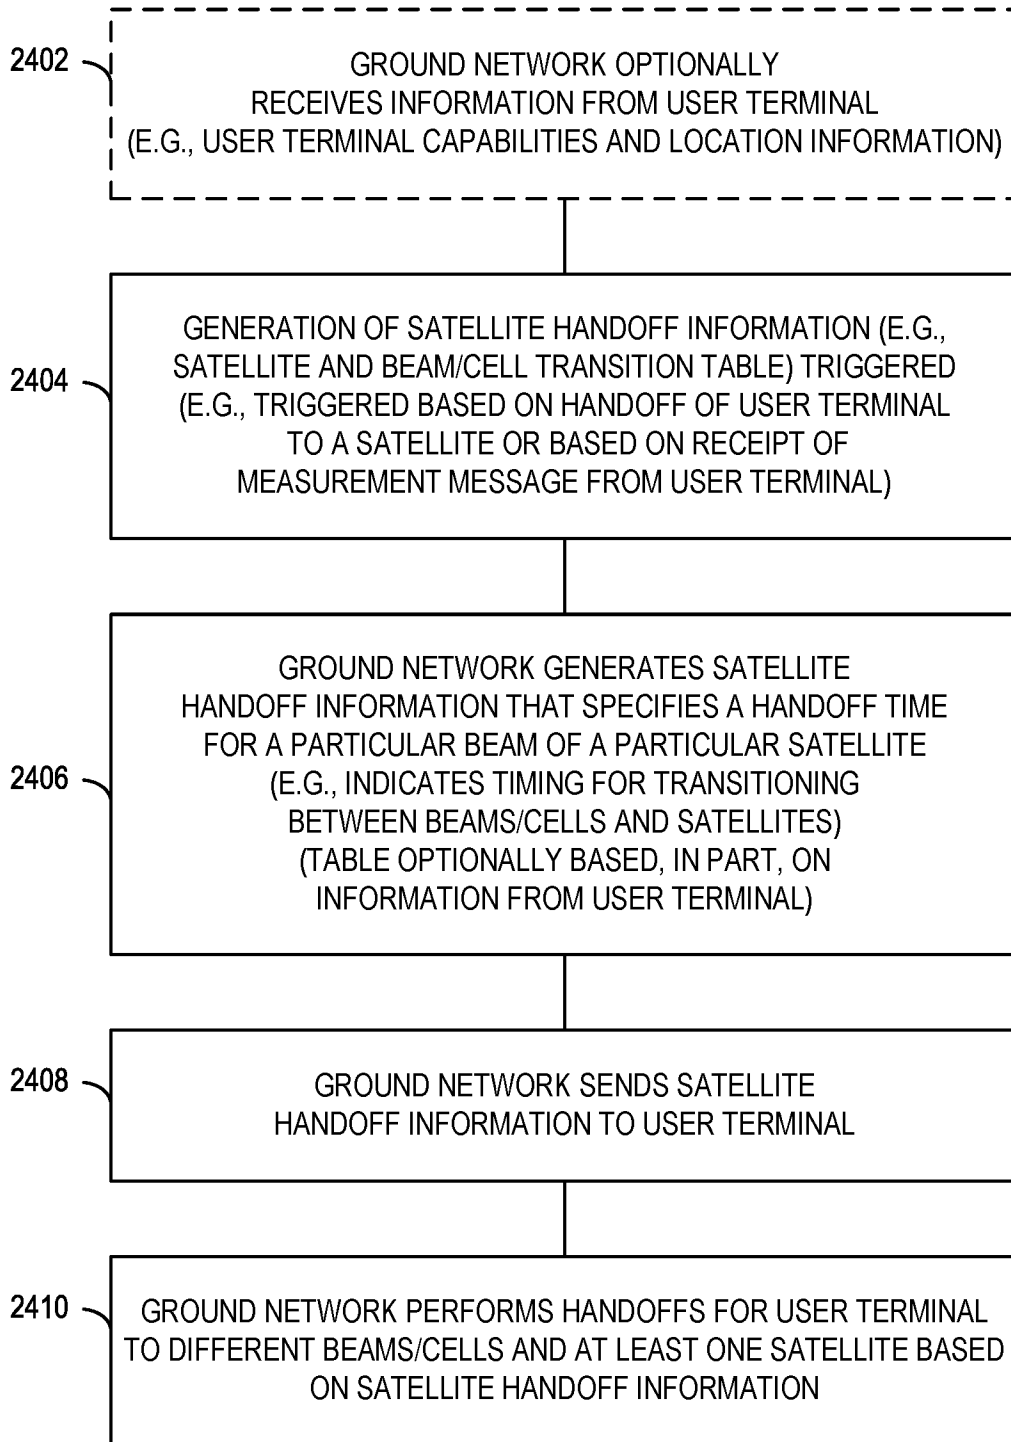 2402
GROUND NETWORK OPTIONALLY
RECEIVES INFORMATION FROM USER TERMINAL
(E.G., USER TERMINAL CAPABILITIES AND LOCATION INFORMATION)
2404
GENERATION OF SATELLITE HANDOFF INFORMATION (E.G.,
SATELLITE AND BEAM/CELL TRANSITION TABLE) TRIGGERED
(E.G., TRIGGERED BASED ON HANDOFF OF USER TERMINAL
TO A SATELLITE OR BASED ON RECEIPT OF
MEASUREMENT MESSAGE FROM USER TERMINAL)
2406
GROUND NETWORK GENERATES SATELLITE
HANDOFF INFORMATION THAT SPECIFIES A HANDOFF TIME
FOR A PARTICULAR BEAM OF A PARTICULAR SATELLITE
(E.G., INDICATES TIMING FOR TRANSITIONING
BETWEEN BEAMS/CELLS AND SATELLITES)
(TABLE OPTIONALLY BASED, IN PART, ON
INFORMATION FROM USER TERMINAL)
2408
GROUND NETWORK SENDS SATELLITE
HANDOFF INFORMATION TO USER TERMINAL
2410
GROUND NETWORK PERFORMS HANDOFFS FOR USER TERMINAL
TO DIFFERENT BEAMS/CELLS AND AT LEAST ONE SATELLITE BASED
ON SATELLITE HANDOFF INFORMATION